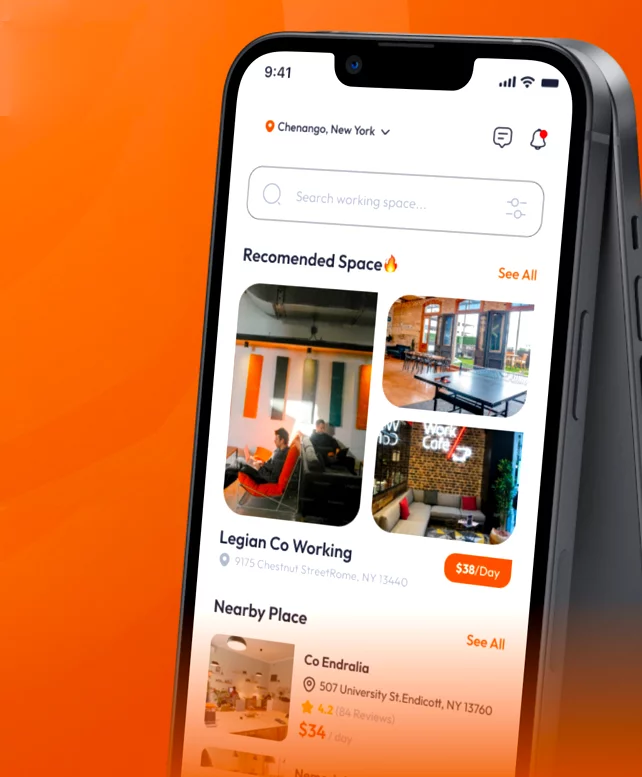 9:41
Chenango, New York
Search working space...
Recomended Space🔥
See All
Work
Cafe
Legian Co Working
9175 Chestnut StreetRome, NY 13440
$38/Day
Nearby Place
See All
Co Endralia
507 University St.Endicott, NY 13760
4.2 (84 Reviews)
$34 / day